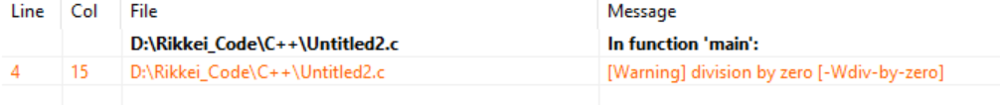 Line Col File Message
D:\Rikkei_Code\C++\Untitled2.c In function 'main':
4 15 D:\Rikkei_Code\C++\Untitled2.c [Warning] division by zero [-Wdiv-by-zero]